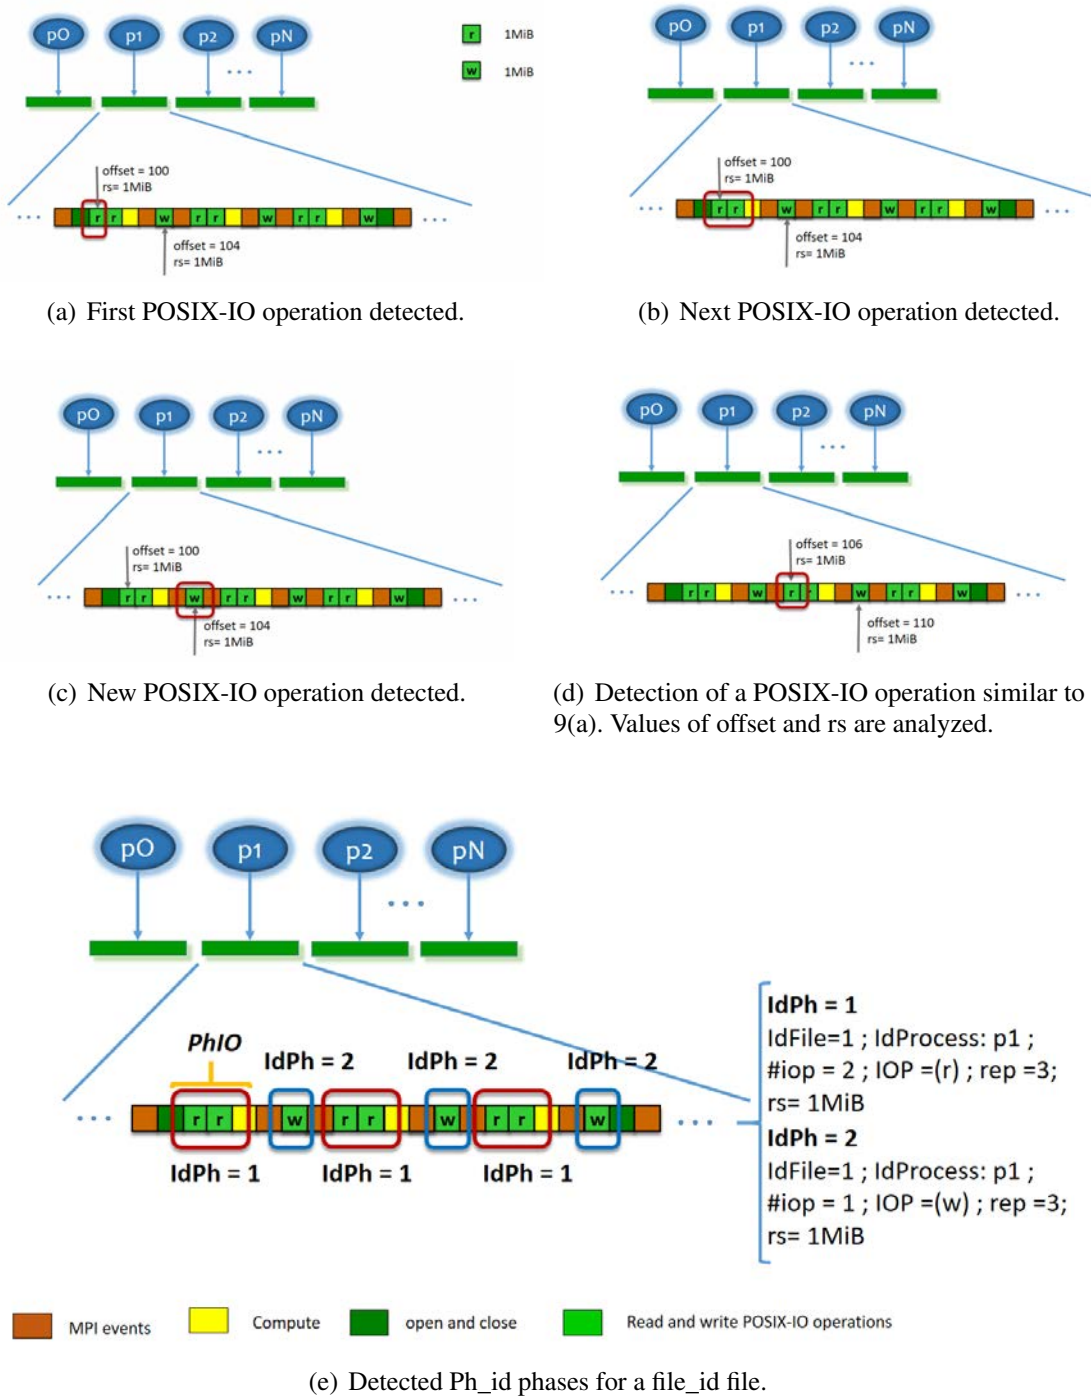 pO p1 p2 pN
...
r 1MiB
w 1MiB
offset = 100
rs= 1MiB
... r r w r r w r r w ...
offset = 104
rs= 1MiB
(a) First POSIX-IO operation detected.
pO p1 p2 pN
...
offset = 100
rs= 1MiB
... r r w r r w r r w ...
offset = 104
rs= 1MiB
(b) Next POSIX-IO operation detected.
pO p1 p2 pN
...
offset = 100
rs= 1MiB
... r r w r r w r r w ...
offset = 104
rs= 1MiB
(c) New POSIX-IO operation detected.
pO p1 p2 pN
...
offset = 106
rs= 1MiB
... r r w r r w r r w ...
offset = 110
rs= 1MiB
(d) Detection of a POSIX-IO operation similar to
9(a). Values of offset and rs are analyzed.
pO p1 p2 pN
...
PhIO
IdPh = 2 IdPh = 2 IdPh = 2
... r r w r r w r r w ...
IdPh = 1 IdPh = 1 IdPh = 1
IdPh = 1
IdFile=1 ; IdProcess: p1 ;
#iop = 2 ; IOP =(r) ; rep =3;
rs= 1MiB
IdPh = 2
IdFile=1 ; IdProcess: p1 ;
#iop = 1 ; IOP =(w) ; rep =3;
rs= 1MiB
MPI events Compute open and close Read and write POSIX-IO operations
(e) Detected Ph_id phases for a file_id file.